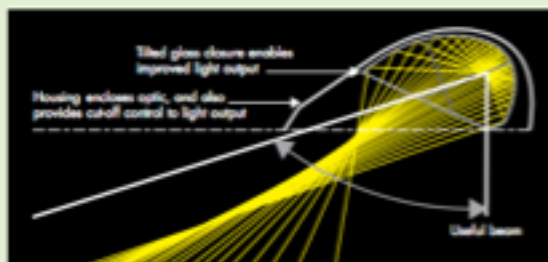 Tilted glass closure enables
improved light output
Housing encloses optic, and also
provides cut-off control to light output
Useful beam